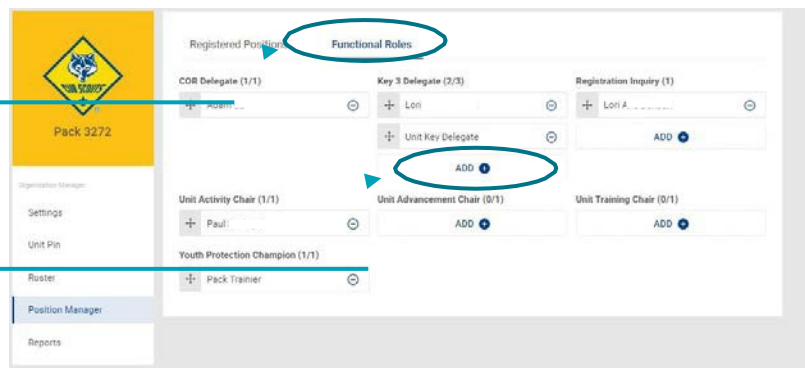 Registered Positions Functional Roles
COR Delegate (1/1) Key 3 Delegate (2/3) Registration Inquiry (1)
Adam Lori Lori A
Unit Key Delegate ADD
ADD
CUB SCOUTS
Pack 3272
Organization Manager
Settings
Unit Pin
Roster
Position Manager
Reports
Unit Activity Chair (1/1) Unit Advancement Chair (0/1) Unit Training Chair (0/1)
Paul ADD ADD
Youth Protection Champion (1/1)
Pack Trainier